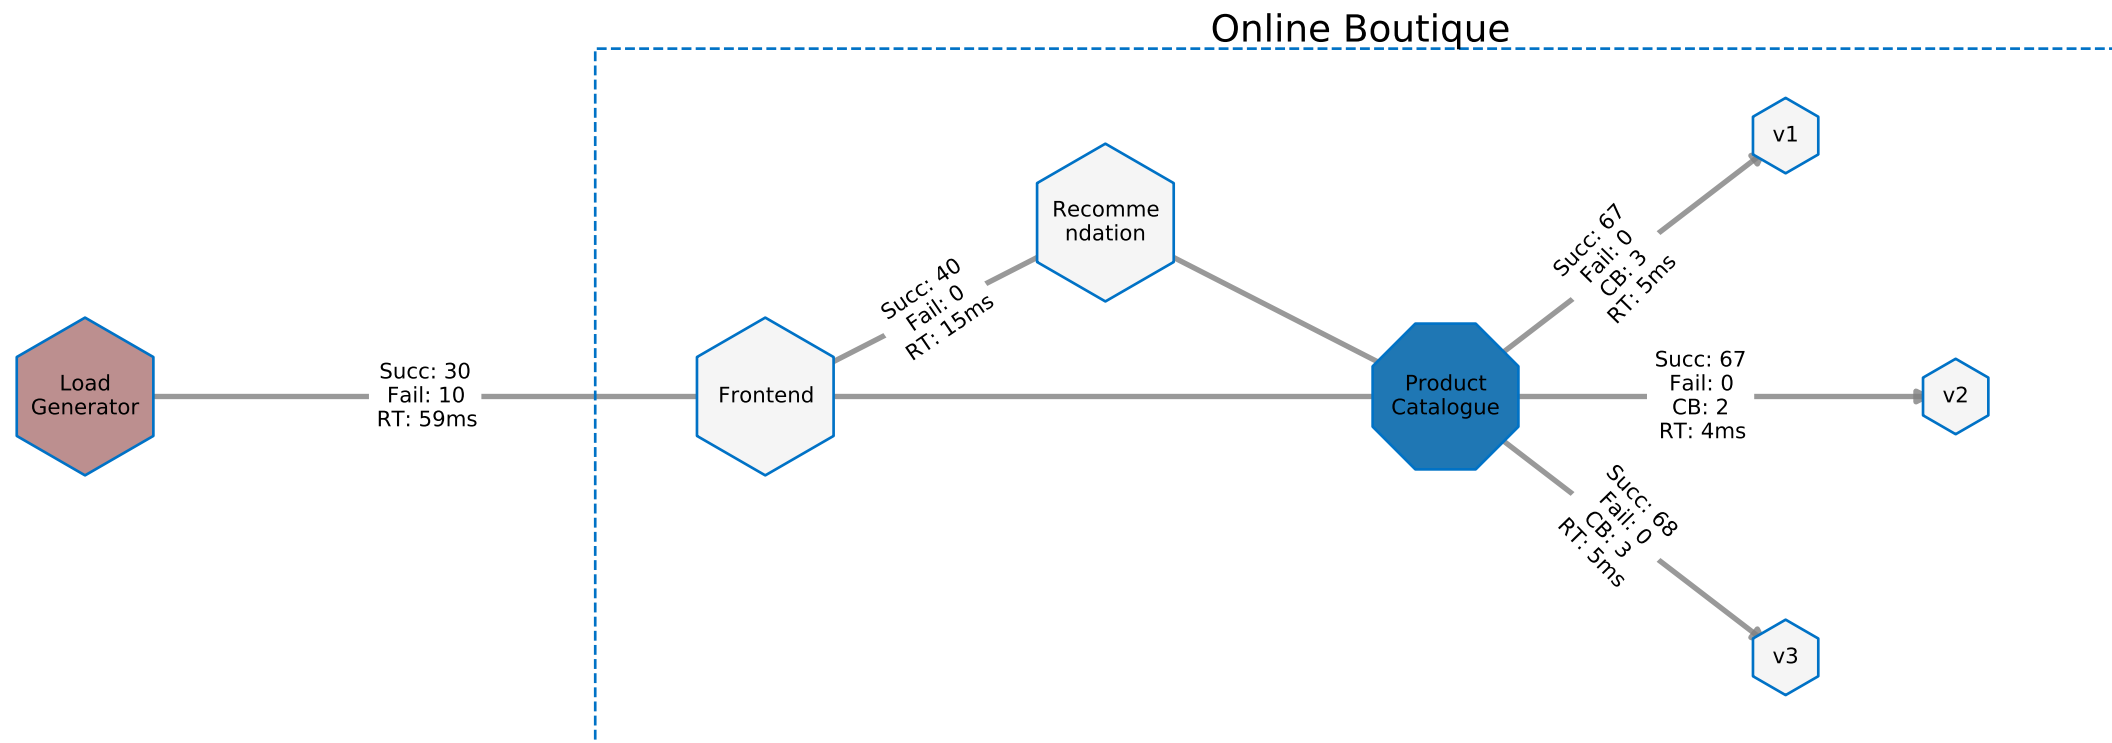 Online Boutique
v1
Recomme
ndation
Succ: 67
Fail: 0
CB: 3
RT: 5ms
Succ: 40
Fail: 0
RT: 15ms
Load
Generator
Succ: 30
Fail: 10
RT: 59ms
Frontend
Product
Catalogue
Succ: 67
Fail: 0
CB: 2
RT: 4ms
v2
Succ: 68
Fail: 0
CB: 3
RT: 5ms
v3